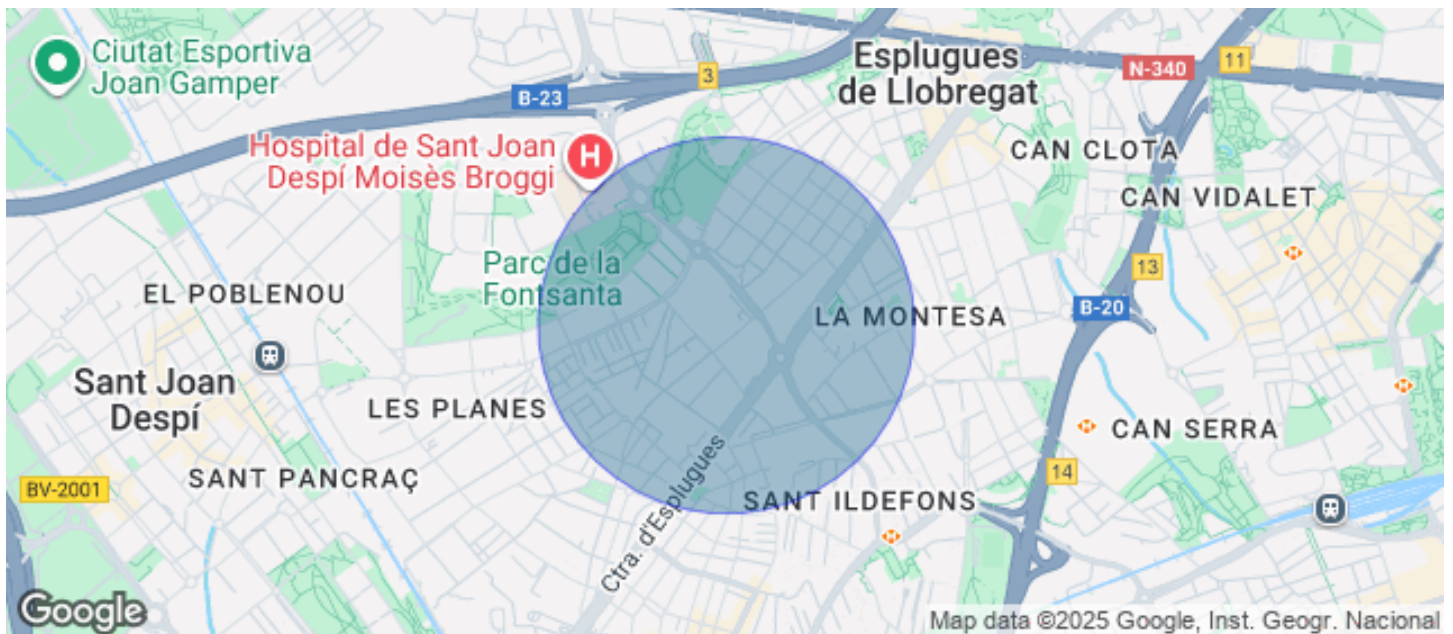 Ciutat Esportiva
Joan Gamper
Esplugues
de Llobregat
N-340
11
3
B-23
Hospital de Sant Joan
Despí Moisès Broggi
H
CAN CLOTA
CAN VIDALET
Parc de la
Fontsanta
13
EL POBLENOU
LA MONTESA
B-20
Sant Joan
Despí
LES PLANES
CAN SERRA
SANT PANCRAÇ
BV-2001
14
SANT ILDEFONS
Ctra. d'Esplugues
Google
Map data ©2025 Google, Inst. Geogr. Nacional